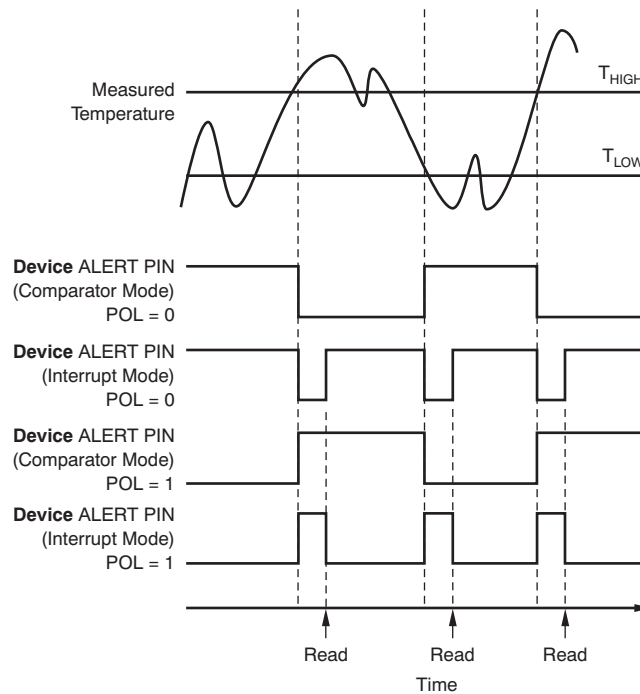 T_HIGH
Measured
Temperature
T_LOW
Device ALERT PIN
(Comparator Mode)
POL = 0
Device ALERT PIN
(Interrupt Mode)
POL = 0
Device ALERT PIN
(Comparator Mode)
POL = 1
Device ALERT PIN
(Interrupt Mode)
POL = 1
Read Read Read
Time